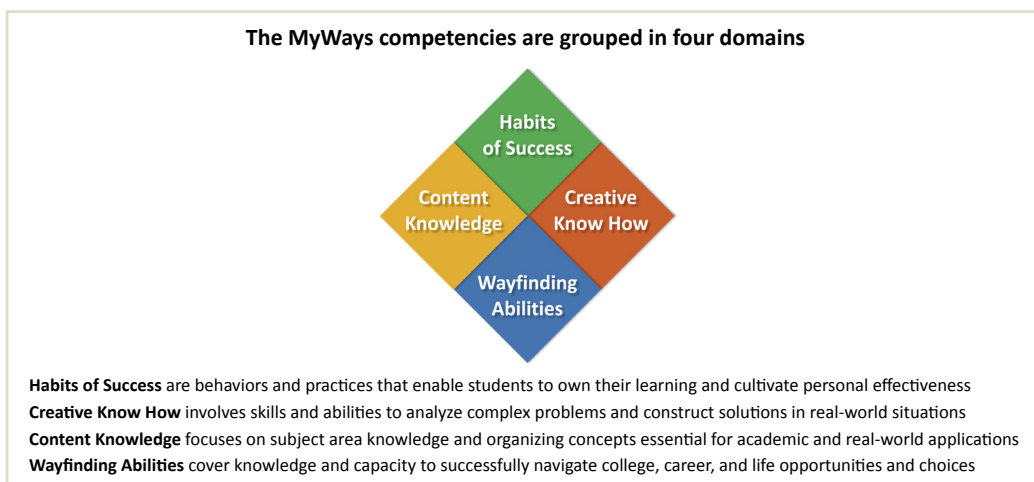 The MyWays competencies are grouped in four domains
Habits
of Success
Content
Knowledge
Creative
Know How
Wayfinding
Abilities
Habits of Success are behaviors and practices that enable students to own their learning and cultivate personal effectiveness
Creative Know How involves skills and abilities to analyze complex problems and construct solutions in real-world situations
Content Knowledge focuses on subject area knowledge and organizing concepts essential for academic and real-world applications
Wayfinding Abilities cover knowledge and capacity to successfully navigate college, career, and life opportunities and choices